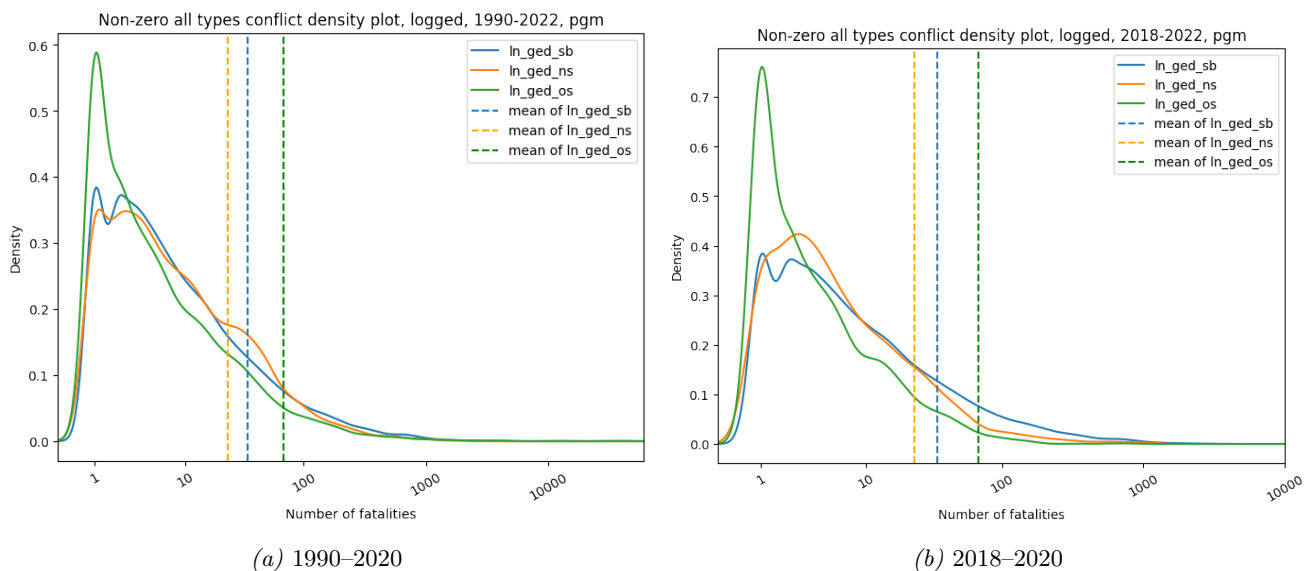 Non-zero all types conflict density plot, logged, 1990-2022, pgm
ln_ged_sb
ln_ged_ns
ln_ged_os
mean of ln_ged_sb
mean of ln_ged_ns
mean of ln_ged_os
0.6
0.5
0.4
0.3
0.2
0.1
0.0
Density
1
10
100
1000
10000
Number of fatalities
(a) 1990–2020
Non-zero all types conflict density plot, logged, 2018-2022, pgm
ln_ged_sb
ln_ged_ns
ln_ged_os
mean of ln_ged_sb
mean of ln_ged_ns
mean of ln_ged_os
0.7
0.6
0.5
0.4
0.3
0.2
0.1
0.0
Density
1
10
100
1000
10000
Number of fatalities
(b) 2018–2020